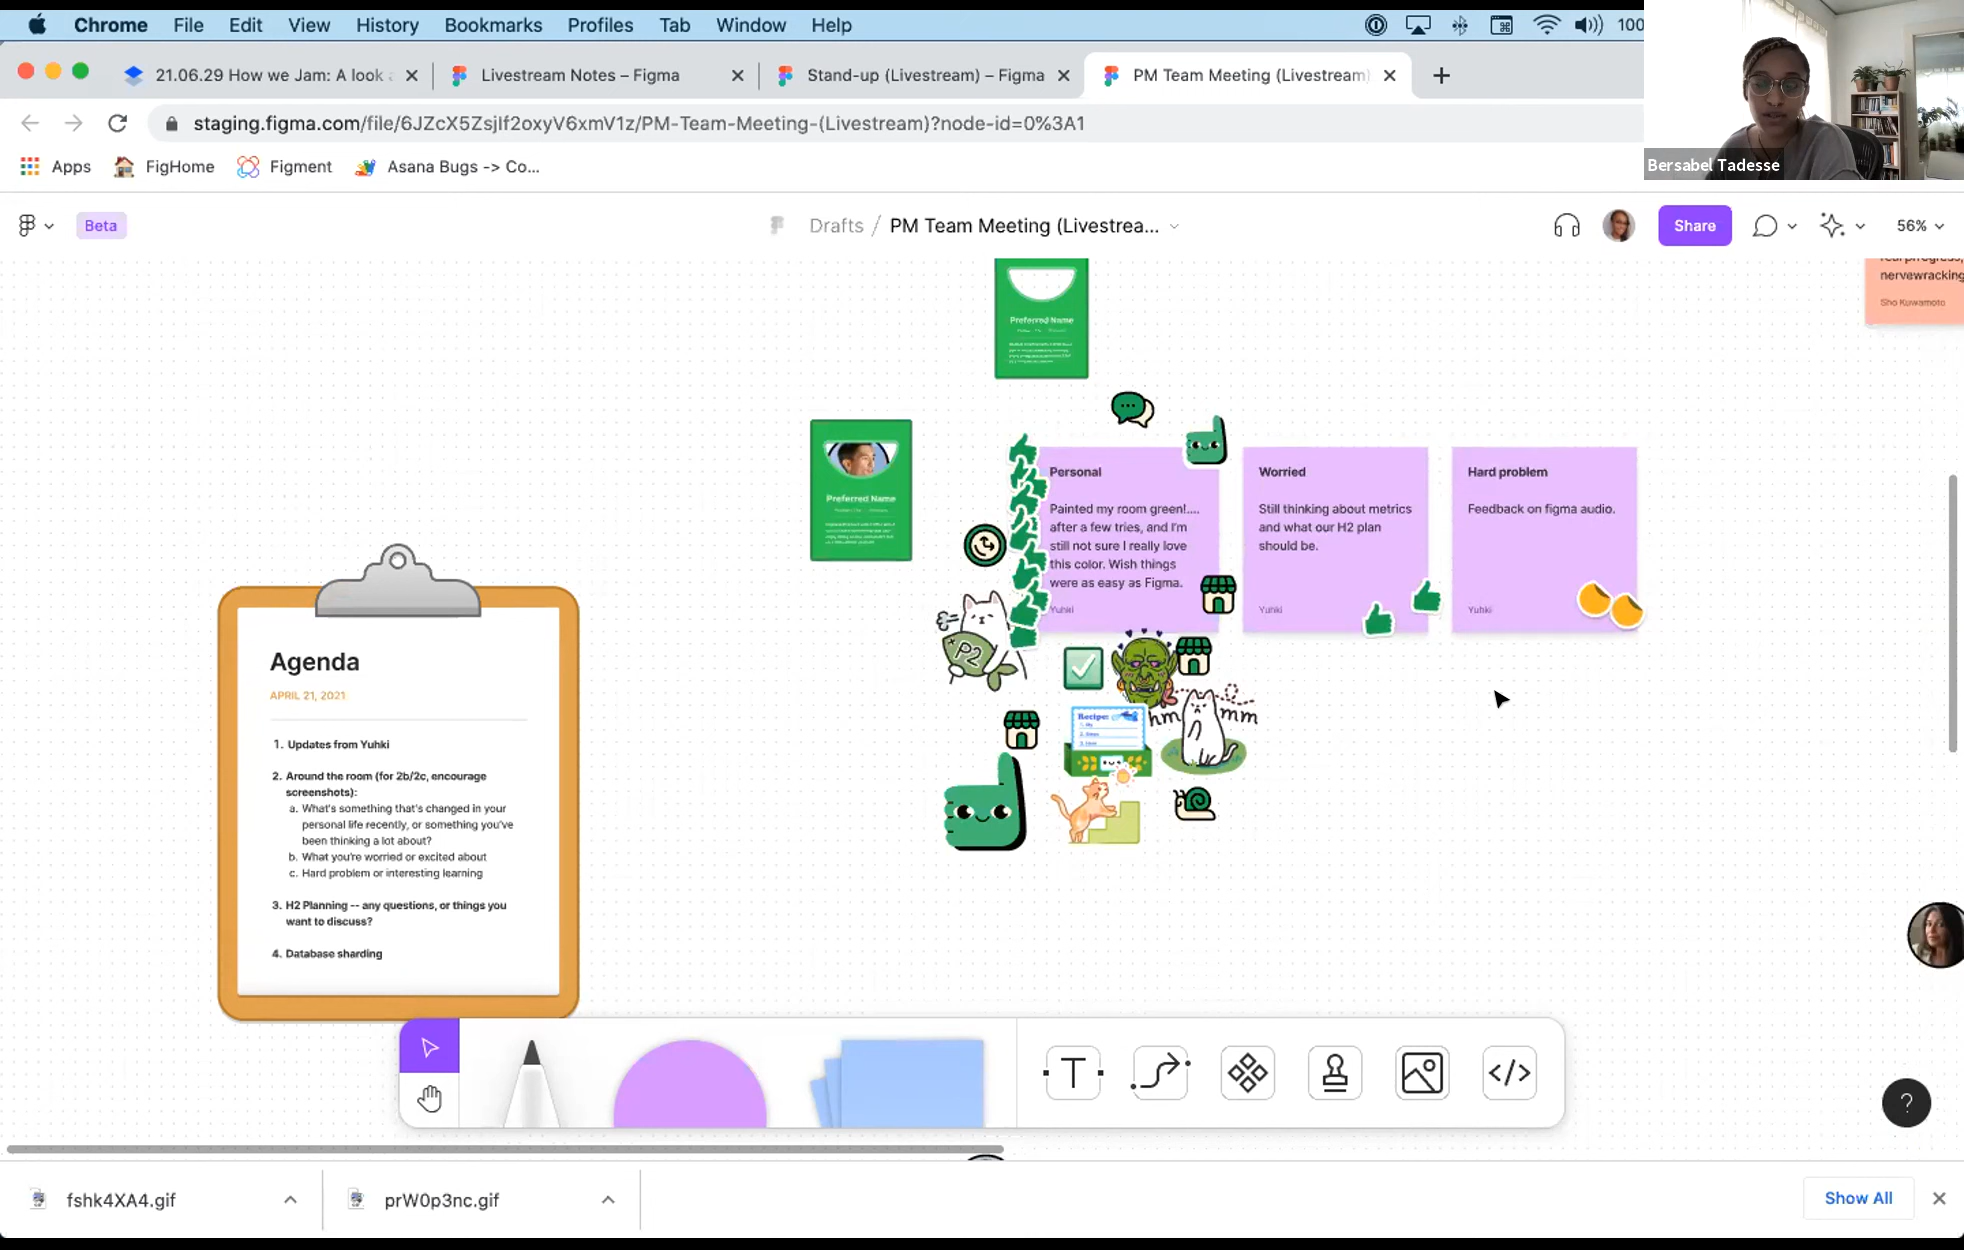 Chrome File Edit View History Bookmarks Profiles Tab Window Help
100
21.06.29 How we Jam: A look
Livestream Notes – Figma
Stand-up (Livestream) – Figma
PM Team Meeting (Livestream)
staging.figma.com/file/6JZcX5ZsjIf2oxyV6xmV1z/PM-Team-Meeting-(Livestream)?node-id=0%3A1
Apps
FigHome
Figment
Asana Bugs -> Co...
Bersabel Tadesse
Beta
Drafts / PM Team Meeting (Livestrea...
Share
56%
nervewracking
Sho Kuwamoto
Preferred Name
Preferred Name
Personal
Painted my room green!....
after a few tries, and I'm
still not sure I really love
this color. Wish things
were as easy as Figma.
Yuhki
Worried
Still thinking about metrics
and what our H2 plan
should be.
Yuhki
Hard problem
Feedback on figma audio.
Yuhki
P2
Recipe:
hm
mm
Agenda
APRIL 21, 2021
1. Updates from Yuhki
2. Around the room (for 2b/2c, encourage
screenshots):
a. What's something that's changed in your
personal life recently, or something you've
been thinking a lot about?
b. What you're worried or excited about
c. Hard problem or interesting learning
3. H2 Planning -- any questions, or things you
want to discuss?
4. Database sharding
T
</>
?
fshk4XA4.gif
prW0p3nc.gif
Show All